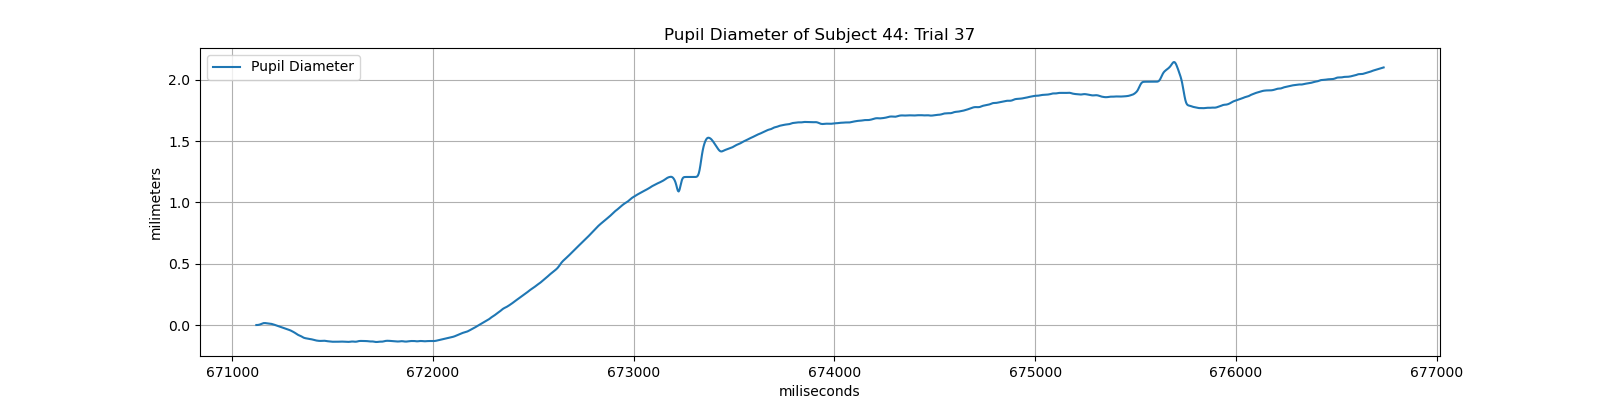 Pupil Diameter of Subject 44: Trial 37
Pupil Diameter
milimeters
2.0
1.5
1.0
0.5
0.0
671000 672000 673000 674000 675000 676000 677000
miliseconds